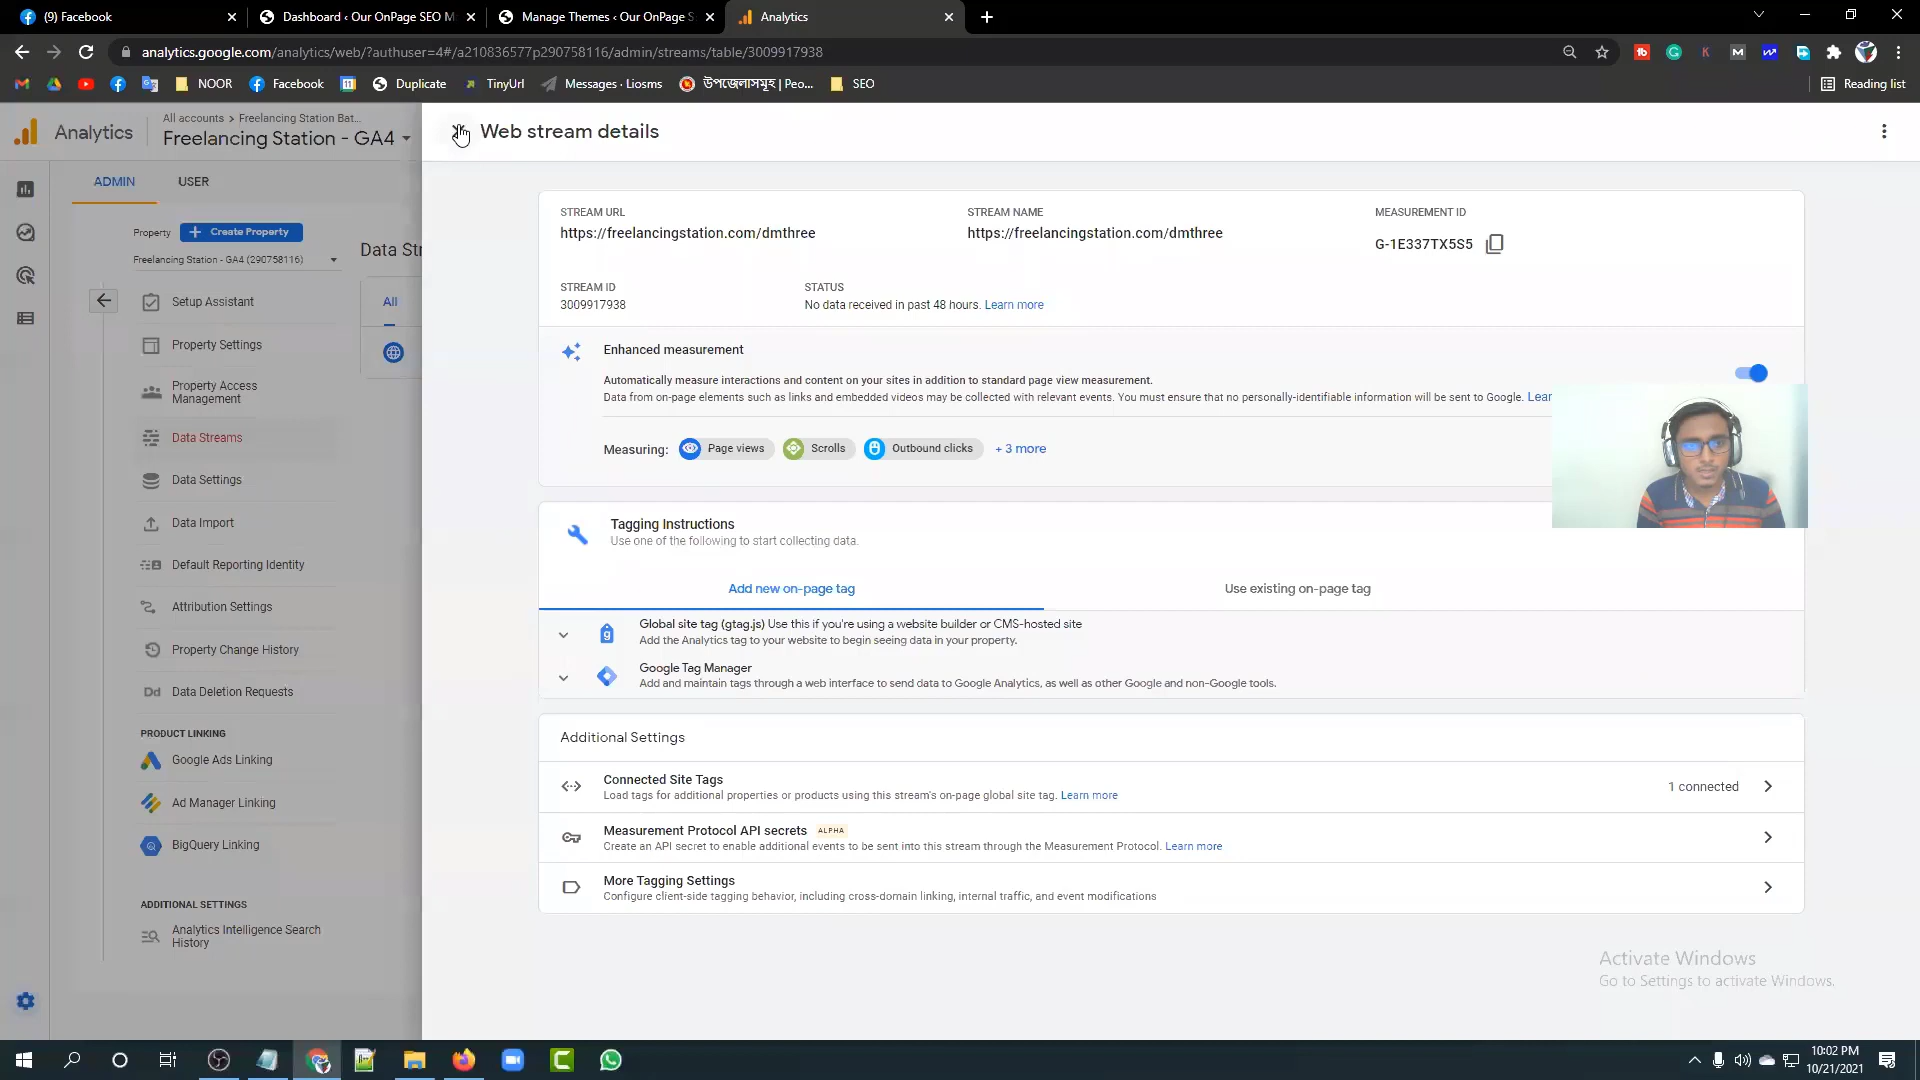 (9) Facebook
Dashboard ‹ Our OnPage SEO M
Manage Themes ‹ Our OnPage S
Analytics
analytics.google.com/analytics/web/?authuser=4#/a210836577p290758116/admin/streams/table/3009917938
NOOR
Facebook
Duplicate
TinyUrl
Messages · Liosms
উপজেলাসমূহ | Peo...
SEO
Reading list
Analytics
All accounts > Freelancing Station Bat...
Freelancing Station - GA4
Web stream details
ADMIN
USER
Property
Create Property
Freelancing Station - GA4 (290758116)
Data Str
All
Setup Assistant
Property Settings
Property Access
Management
Data Streams
Data Settings
Data Import
Default Reporting Identity
Attribution Settings
Property Change History
Dd Data Deletion Requests
PRODUCT LINKING
Google Ads Linking
Ad Manager Linking
BigQuery Linking
ADDITIONAL SETTINGS
Analytics Intelligence Search
History
STREAM URL
https://freelancingstation.com/dmthree
STREAM NAME
https://freelancingstation.com/dmthree
MEASUREMENT ID
G-1E337TX5S5
STREAM ID
3009917938
STATUS
No data received in past 48 hours. Learn more
Enhanced measurement
Automatically measure interactions and content on your sites in addition to standard page view measurement.
Data from on-page elements such as links and embedded videos may be collected with relevant events. You must ensure that no personally-identifiable information will be sent to Google. Lear
Measuring:
Page views
Scrolls
Outbound clicks
+ 3 more
Tagging Instructions
Use one of the following to start collecting data.
Add new on-page tag
Use existing on-page tag
Global site tag (gtag.js) Use this if you're using a website builder or CMS-hosted site
Add the Analytics tag to your website to begin seeing data in your property.
Google Tag Manager
Add and maintain tags through a web interface to send data to Google Analytics, as well as other Google and non-Google tools.
Additional Settings
Connected Site Tags
Load tags for additional properties or products using this stream's on-page global site tag. Learn more
1 connected
Measurement Protocol API secrets ALPHA
Create an API secret to enable additional events to be sent into this stream through the Measurement Protocol. Learn more
More Tagging Settings
Configure client-side tagging behavior, including cross-domain linking, internal traffic, and event modifications
Activate Windows
Go to Settings to activate Windows.
10:02 PM
10/21/2021